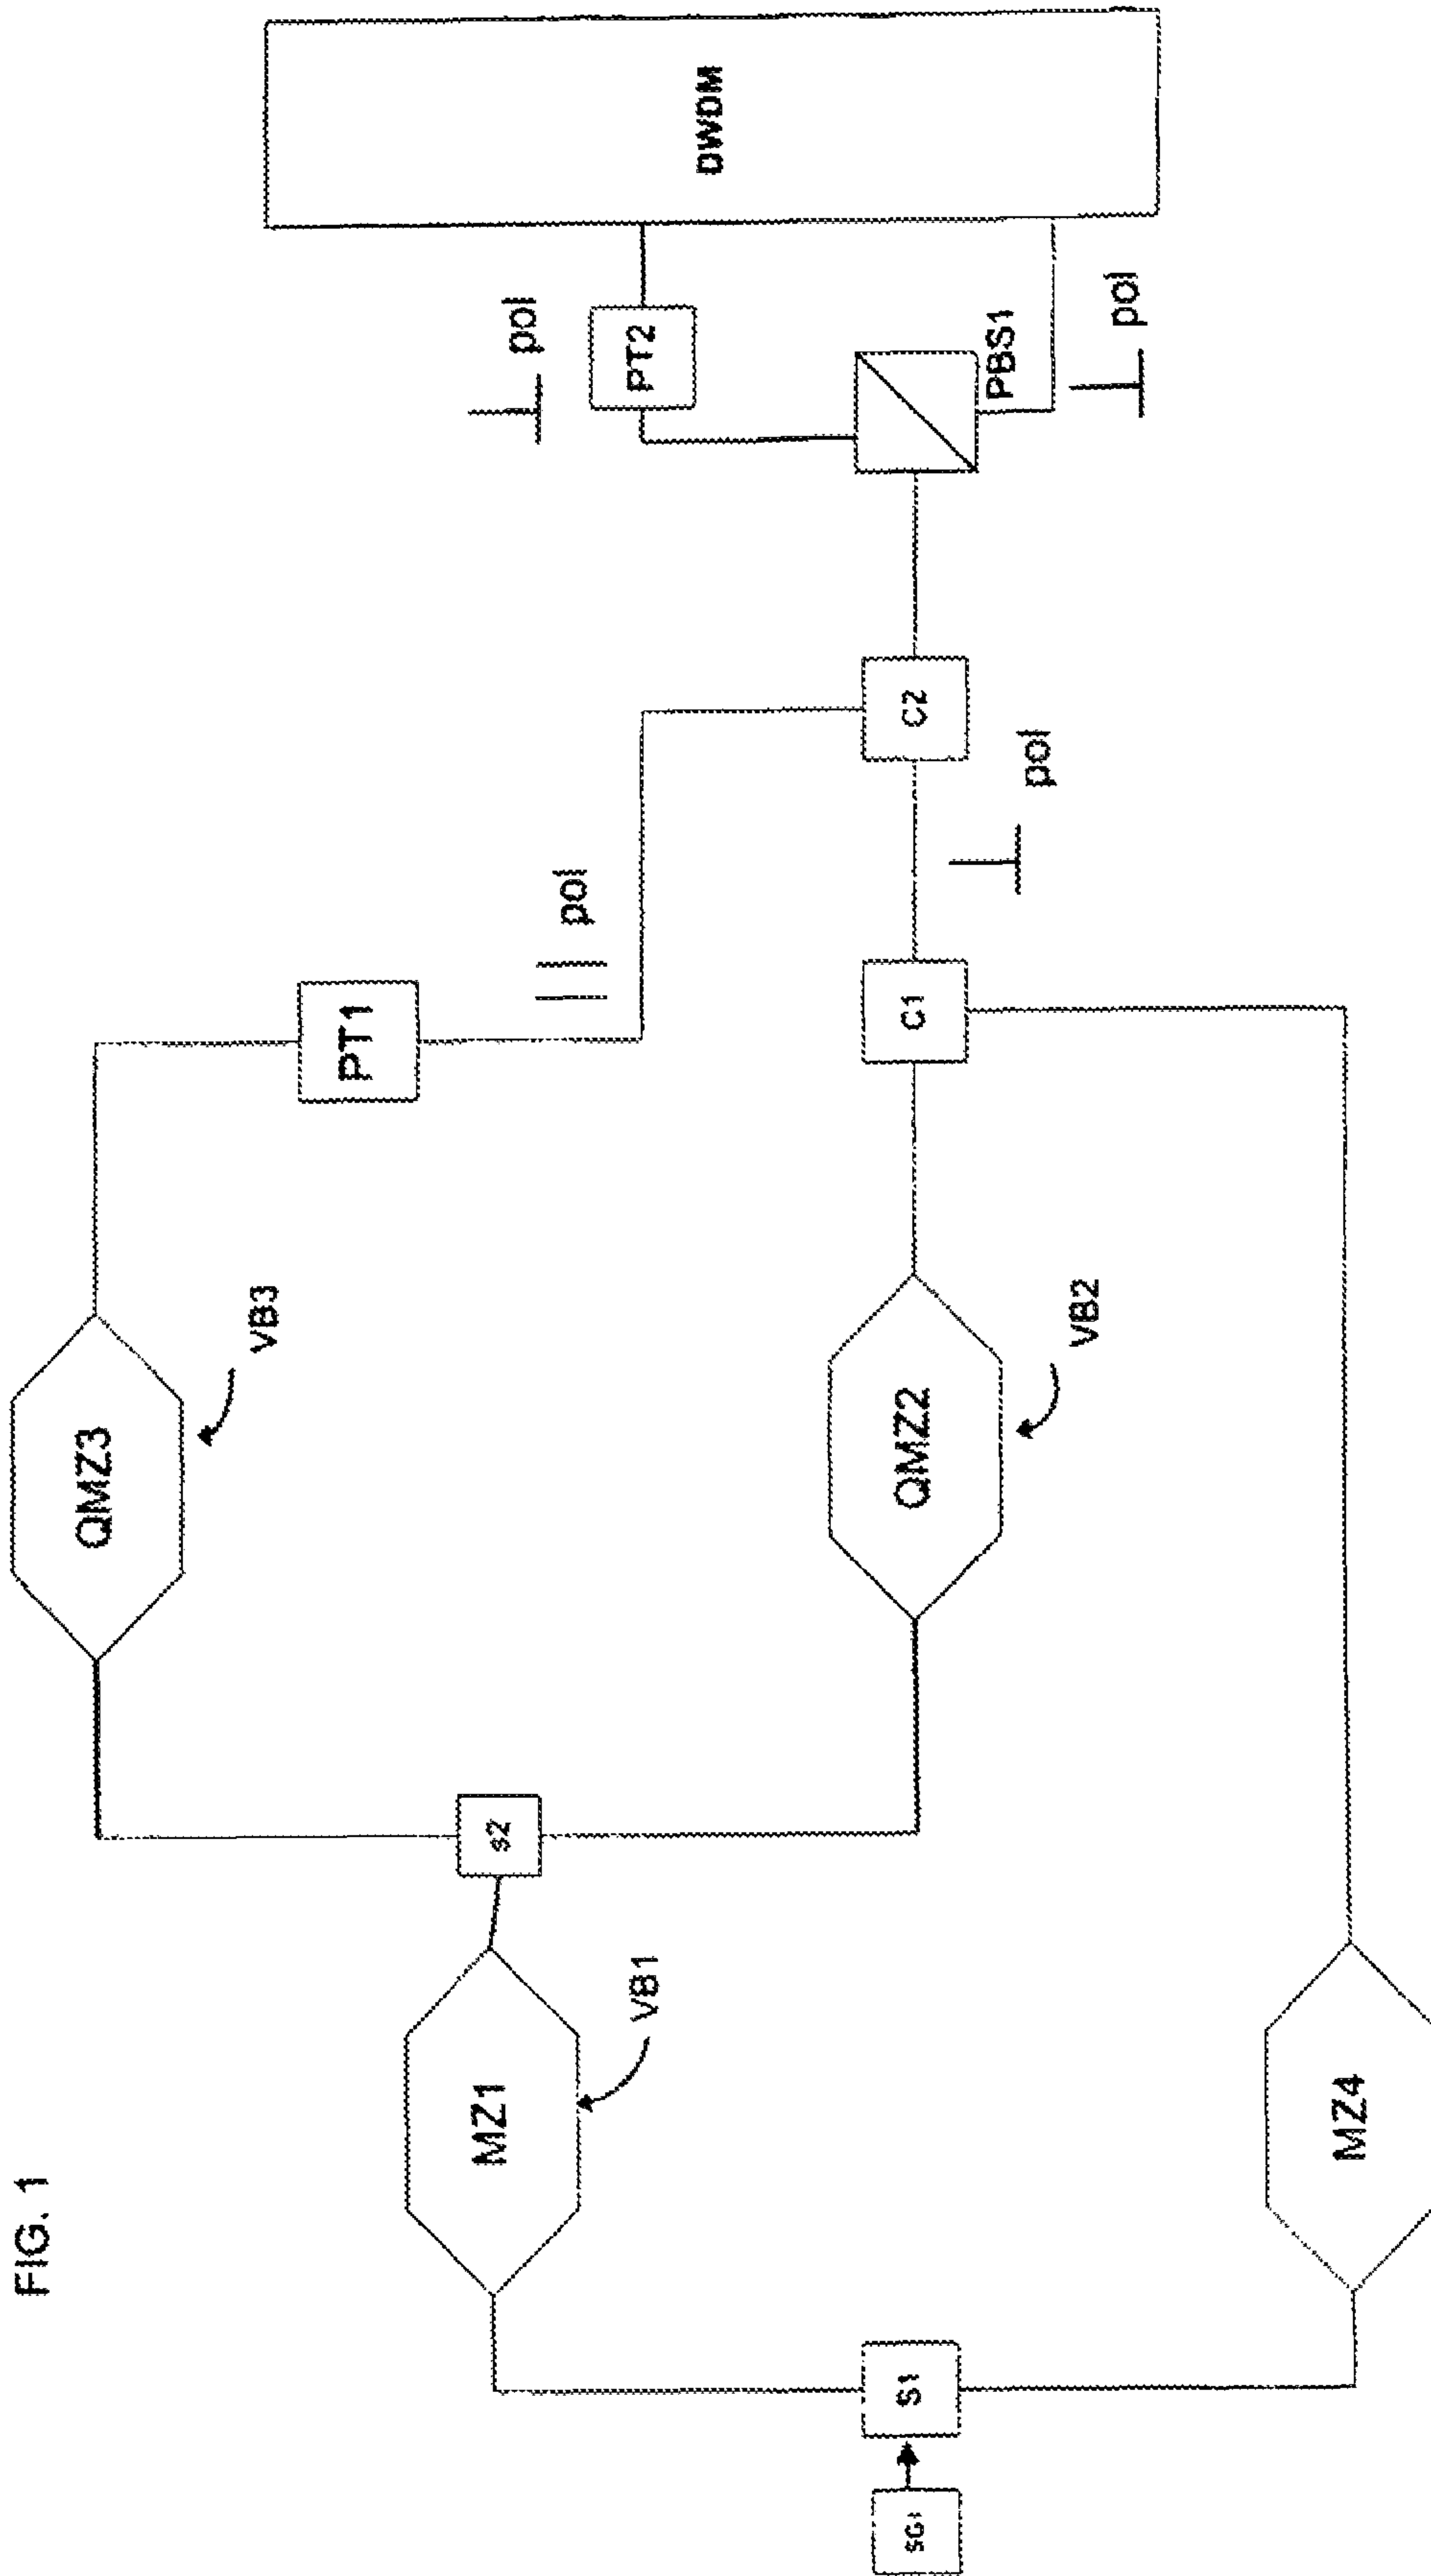 FIG. 1
SG1
S1
MZ1
VB1
MZ4
s2
QMZ3
VB3
QMZ2
VB2
PT1
pol
C1
pol
C2
PBS1
PT2
pol
pol
DWDM